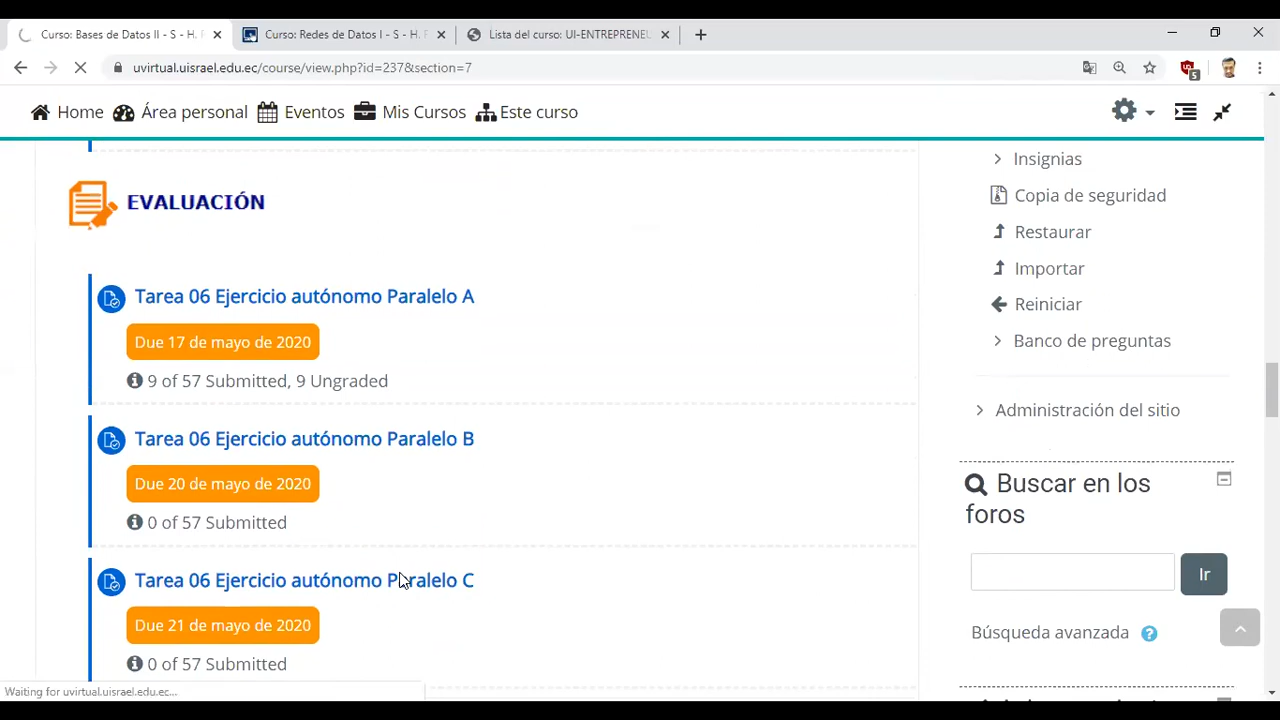 Curso: Bases de Datos II - S - H. F
Curso: Redes de Datos I - S - H. F
Lista del curso: UI-ENTREPRENEU
uvirtual.uisrael.edu.ec/course/view.php?id=237&section=7
5
Home
Área personal
Eventos
Mis Cursos
Este curso
EVALUACIÓN
Tarea 06 Ejercicio autónomo Paralelo A
Due 17 de mayo de 2020
9 of 57 Submitted, 9 Ungraded
Tarea 06 Ejercicio autónomo Paralelo B
Due 20 de mayo de 2020
0 of 57 Submitted
Tarea 06 Ejercicio autónomo Paralelo C
Due 21 de mayo de 2020
0 of 57 Submitted
Waiting for uvirtual.uisrael.edu.ec...
Insignias
Copia de seguridad
Restaurar
Importar
Reiniciar
Banco de preguntas
Administración del sitio
Buscar en los
foros
Ir
Búsqueda avanzada